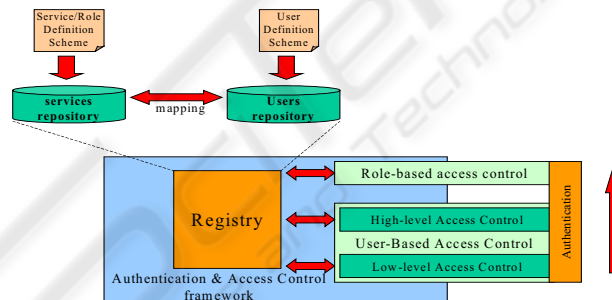 Service/Role
Definition
Scheme
User
Definition
Scheme
services
repository
mapping
Users
repository
Role-based access control
Registry
High-level Access Control
User-Based Access Control
Low-level Access Control
Authentication
Authentication & Access Control
framework